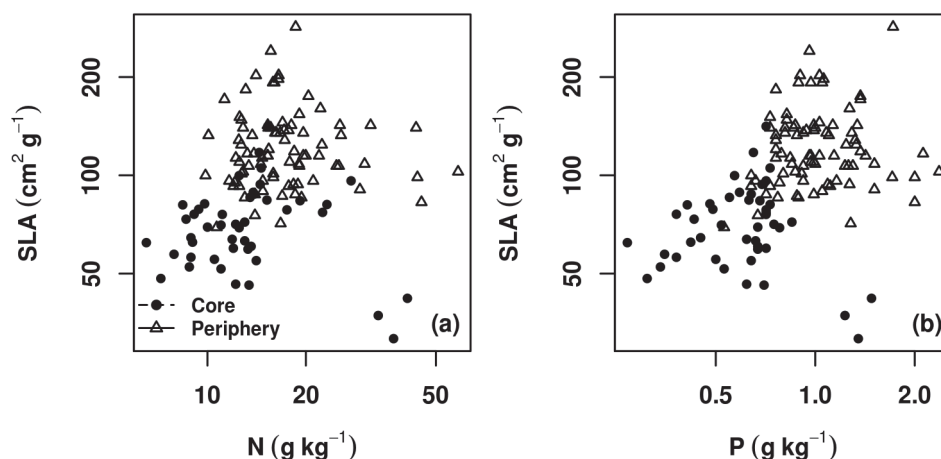 200
100
50
SLA (cm² g⁻¹)
Core
Periphery
(a)
10 20 50
N (g kg⁻¹)
200
100
50
SLA (cm² g⁻¹)
(b)
0.5 1.0 2.0
P (g kg⁻¹)